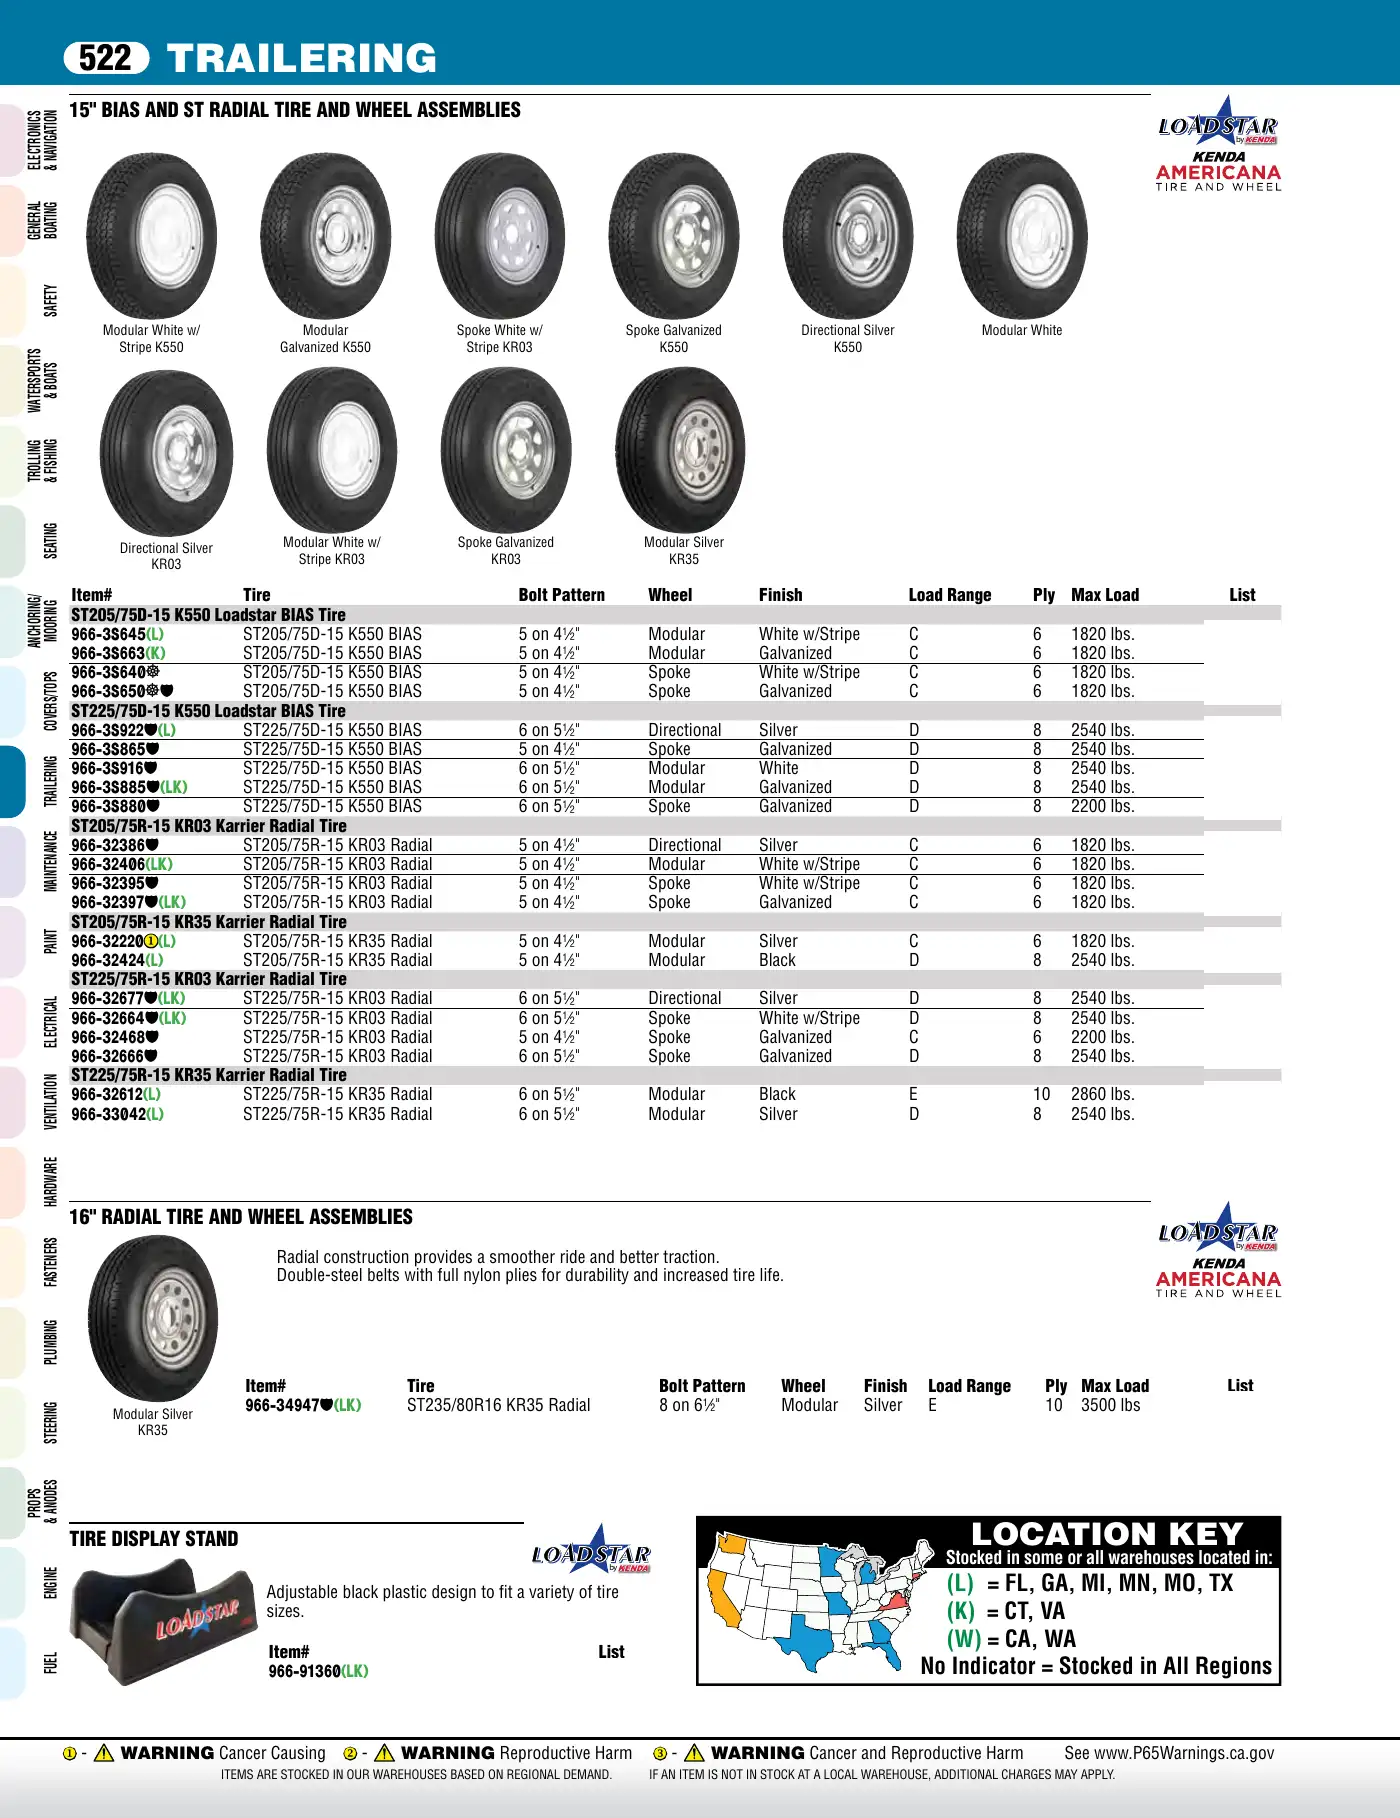 522 TRAILERING
15" BIAS AND ST RADIAL TIRE AND WHEEL ASSEMBLIES
LOADSTAR
by KENDA
KENDA
AMERICANA
TIRE AND WHEEL
Modular White w/
Stripe K550
Modular
Galvanized K550
Spoke White w/
Stripe KR03
Spoke Galvanized
K550
Directional Silver
K550
Modular White
Directional Silver
KR03
Modular White w/
Stripe KR03
Spoke Galvanized
KR03
Modular Silver
KR35
Item# Tire Bolt Pattern Wheel Finish Load Range Ply Max Load List
ST205/75D-15 K550 Loadstar BIAS Tire
966-3S645(L) ST205/75D-15 K550 BIAS 5 on 4½" Modular White w/Stripe C 6 1820 lbs.
966-3S663(K) ST205/75D-15 K550 BIAS 5 on 4½" Modular Galvanized C 6 1820 lbs.
966-3S640 ST205/75D-15 K550 BIAS 5 on 4½" Spoke White w/Stripe C 6 1820 lbs.
966-3S650 ST205/75D-15 K550 BIAS 5 on 4½" Spoke Galvanized C 6 1820 lbs.
ST225/75D-15 K550 Loadstar BIAS Tire
966-3S922(L) ST225/75D-15 K550 BIAS 6 on 5½" Directional Silver D 8 2540 lbs.
966-3S865 ST225/75D-15 K550 BIAS 5 on 4½" Spoke Galvanized D 8 2540 lbs.
966-3S916 ST225/75D-15 K550 BIAS 6 on 5½" Modular White D 8 2540 lbs.
966-3S885(LK) ST225/75D-15 K550 BIAS 6 on 5½" Modular Galvanized D 8 2540 lbs.
966-3S880 ST225/75D-15 K550 BIAS 6 on 5½" Spoke Galvanized D 8 2200 lbs.
ST205/75R-15 KR03 Karrier Radial Tire
966-32386 ST205/75R-15 KR03 Radial 5 on 4½" Directional Silver C 6 1820 lbs.
966-32406(LK) ST205/75R-15 KR03 Radial 5 on 4½" Modular White w/Stripe C 6 1820 lbs.
966-32395 ST205/75R-15 KR03 Radial 5 on 4½" Spoke White w/Stripe C 6 1820 lbs.
966-32397(LK) ST205/75R-15 KR03 Radial 5 on 4½" Spoke Galvanized C 6 1820 lbs.
ST205/75R-15 KR35 Karrier Radial Tire
966-32220 1 (L) ST205/75R-15 KR35 Radial 5 on 4½" Modular Silver C 6 1820 lbs.
966-32424(L) ST205/75R-15 KR35 Radial 5 on 4½" Modular Black D 8 2540 lbs.
ST225/75R-15 KR03 Karrier Radial Tire
966-32677(LK) ST225/75R-15 KR03 Radial 6 on 5½" Directional Silver D 8 2540 lbs.
966-32664(LK) ST225/75R-15 KR03 Radial 6 on 5½" Spoke White w/Stripe D 8 2540 lbs.
966-32468 ST225/75R-15 KR03 Radial 5 on 4½" Spoke Galvanized C 6 2200 lbs.
966-32666 ST225/75R-15 KR03 Radial 6 on 5½" Spoke Galvanized D 8 2540 lbs.
ST225/75R-15 KR35 Karrier Radial Tire
966-32612(L) ST225/75R-15 KR35 Radial 6 on 5½" Modular Black E 10 2860 lbs.
966-33042(L) ST225/75R-15 KR35 Radial 6 on 5½" Modular Silver D 8 2540 lbs.
16" RADIAL TIRE AND WHEEL ASSEMBLIES
LOADSTAR
by KENDA
KENDA
AMERICANA
TIRE AND WHEEL
Radial construction provides a smoother ride and better traction.
Double-steel belts with full nylon plies for durability and increased tire life.
Item# Tire Bolt Pattern Wheel Finish Load Range Ply Max Load List
966-34947(LK) ST235/80R16 KR35 Radial 8 on 6½" Modular Silver E 10 3500 lbs
Modular Silver
KR35
TIRE DISPLAY STAND
LOADSTAR
by KENDA
LOADSTAR
Adjustable black plastic design to fit a variety of tire
sizes.
Item# List
966-91360(LK)
LOCATION KEY
Stocked in some or all warehouses located in:
(L) = FL, GA, MI, MN, MO, TX
(K) = CT, VA
(W) = CA, WA
No Indicator = Stocked in All Regions
ELECTRONICS
& NAVIGATION
GENERAL
BOATING
SAFETY
WATERSPORTS
& BOATS
TROLLING
& FISHING
SEATING
ANCHORING/
MOORING
COVERS/TOPS
TRAILERING
MAINTENANCE
PAINT
ELECTRICAL
VENTILATION
HARDWARE
FASTENERS
PLUMBING
STEERING
PROPS
& ANODES
ENGINE
FUEL
1 - WARNING Cancer Causing 2 - WARNING Reproductive Harm 3 - WARNING Cancer and Reproductive Harm See www.P65Warnings.ca.gov
ITEMS ARE STOCKED IN OUR WAREHOUSES BASED ON REGIONAL DEMAND. IF AN ITEM IS NOT IN STOCK AT A LOCAL WAREHOUSE, ADDITIONAL CHARGES MAY APPLY.